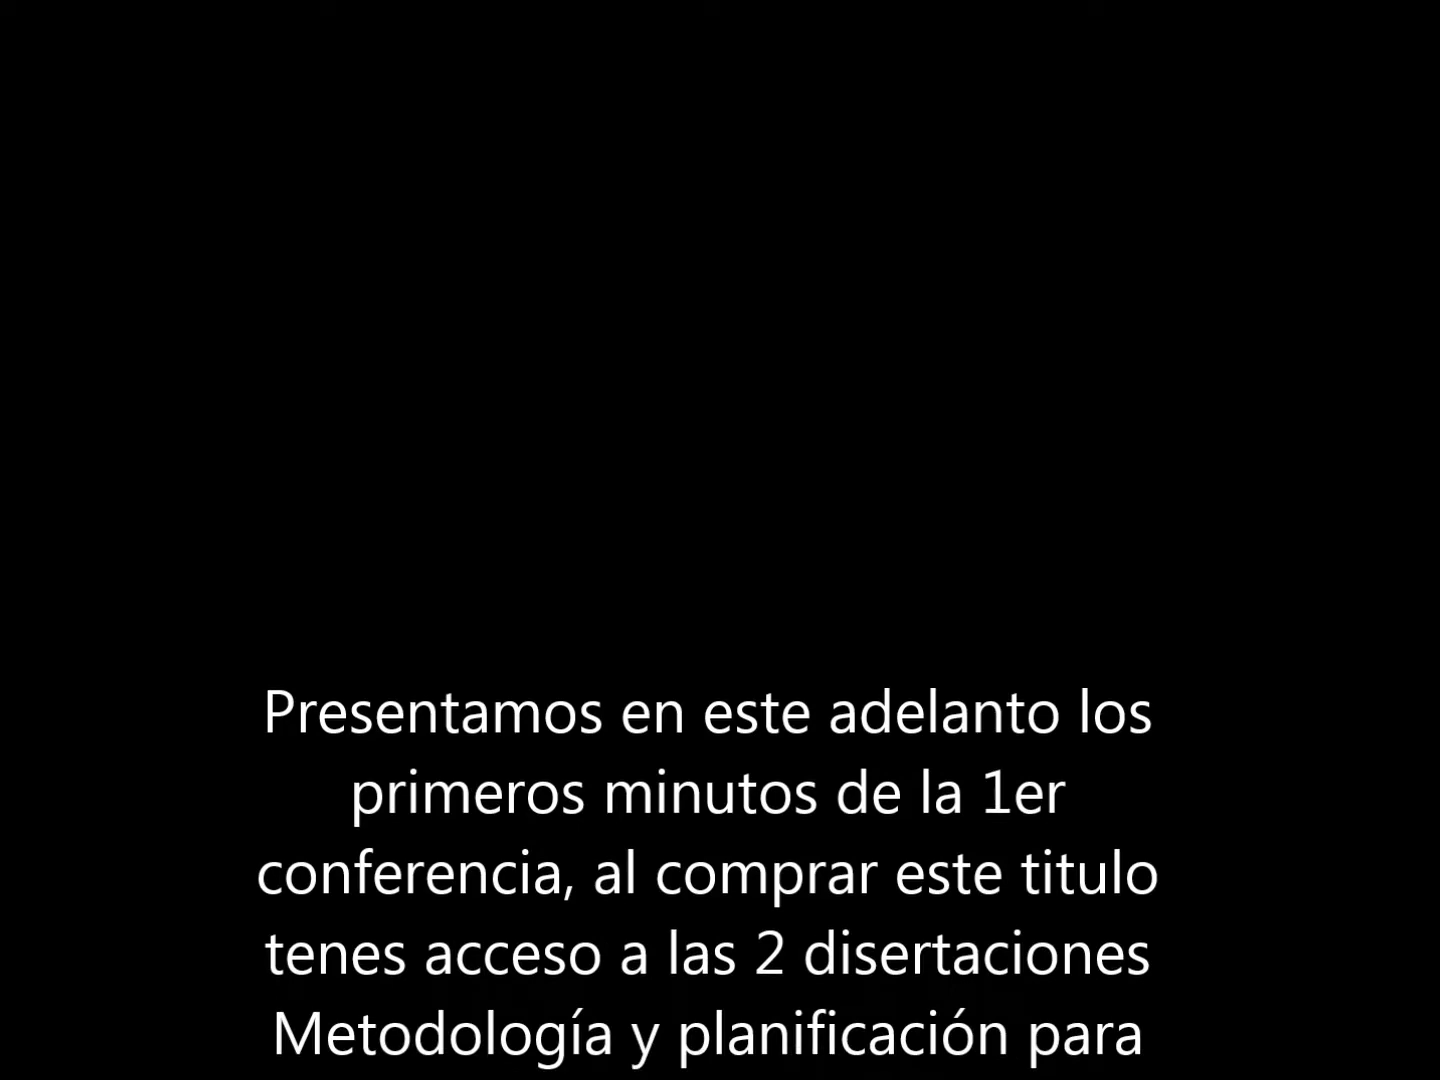 Presentamos en este adelanto los
primeros minutos de la 1er
conferencia, al comprar este titulo
tenes acceso a las 2 disertaciones
Metodología y planificación para